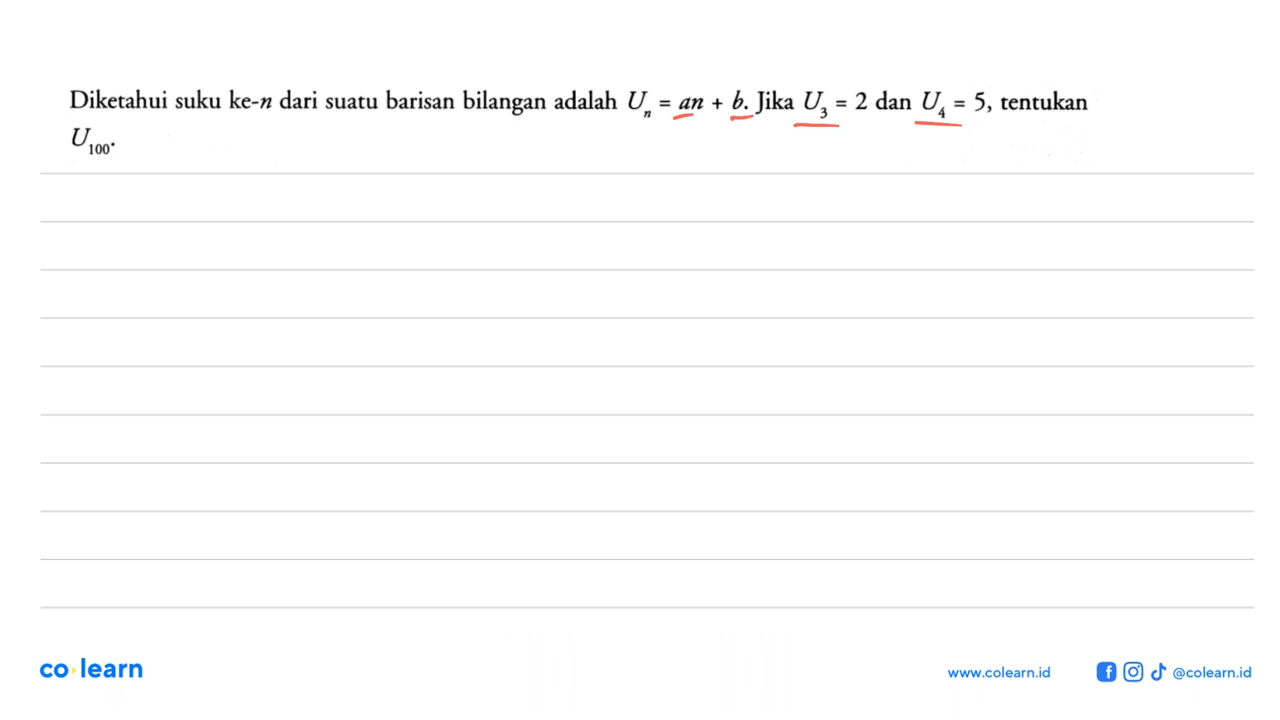 Diketahui suku ke-n dari suatu barisan bilangan adalah Uₙ = an + b. Jika U₃ = 2 dan U₄ = 5, tentukan
U₁₀₀.
co learn
www.colearn.id @colearn.id